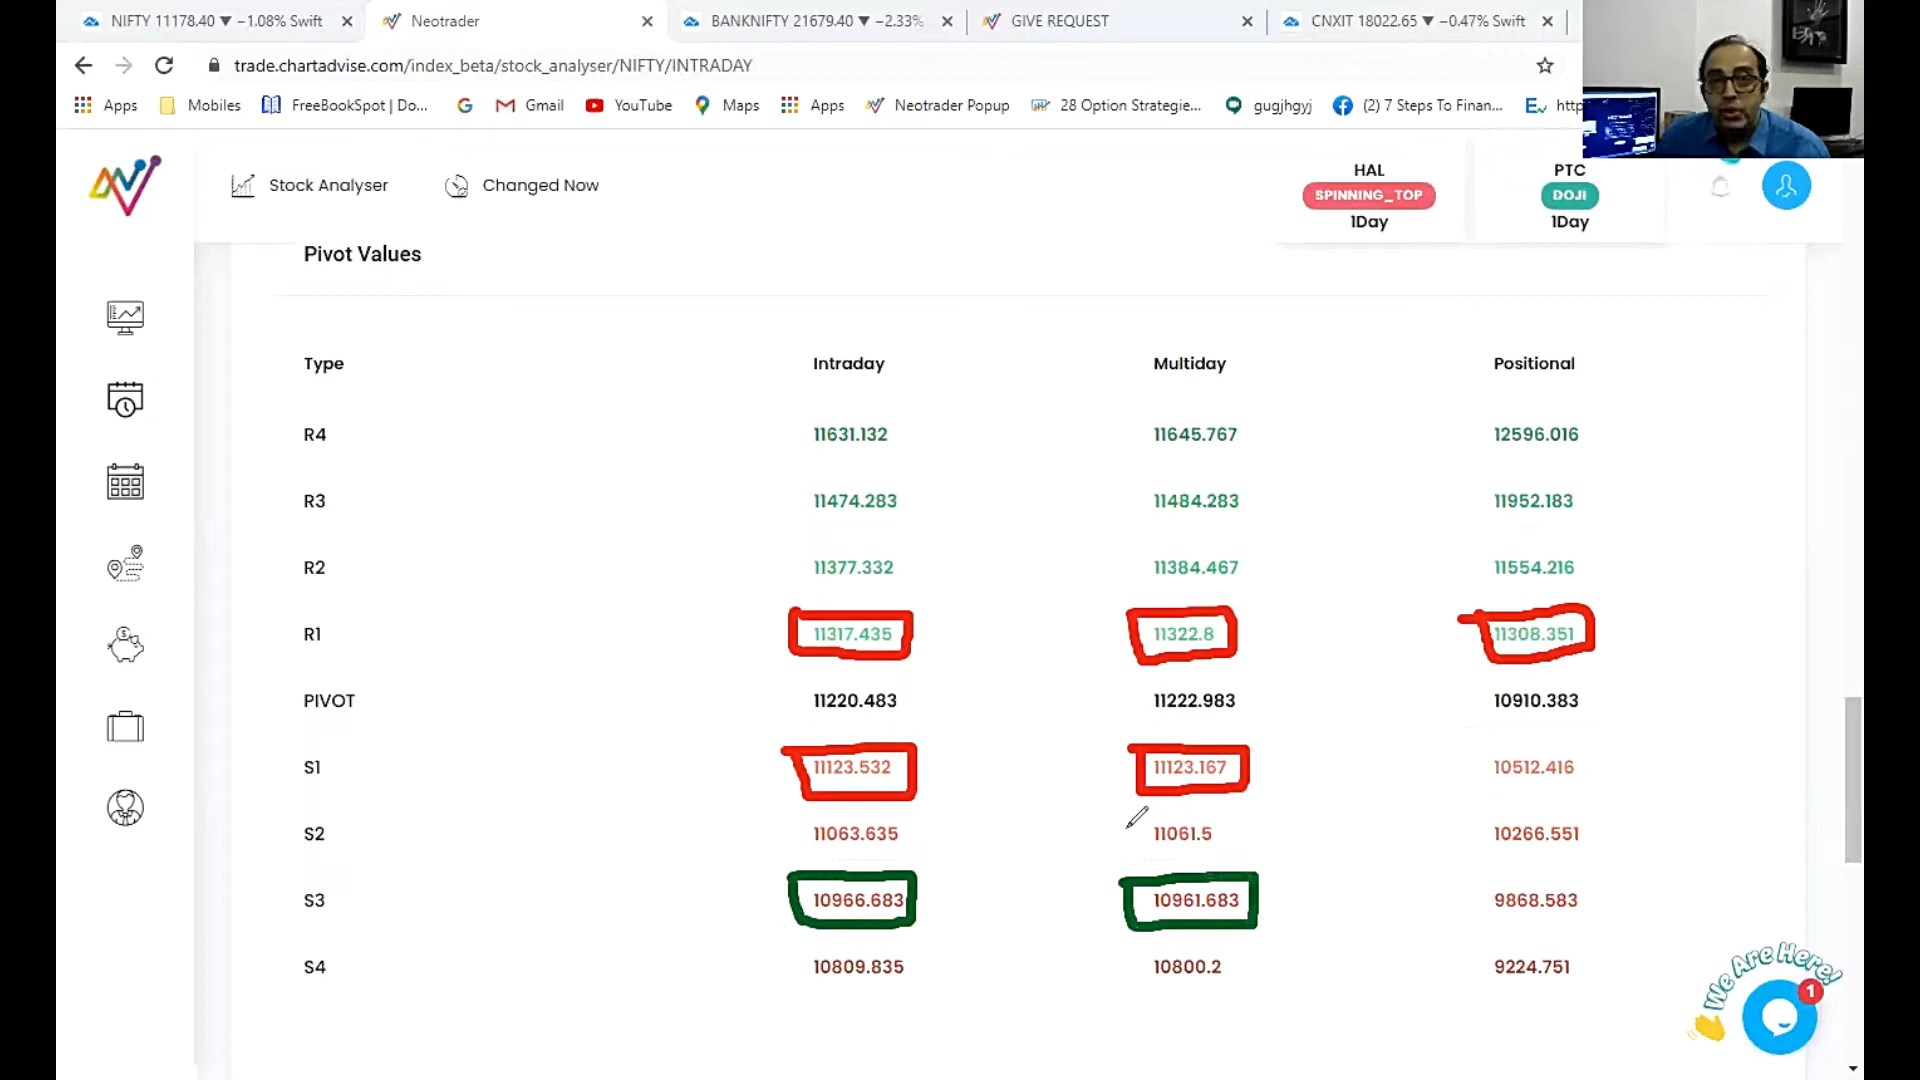 NIFTY 11178.40 ▼ −1.08% Swift
Neotrader
BANKNIFTY 21679.40 ▼ −2.33%
GIVE REQUEST
CNXIT 18022.65 ▼ −0.47% Swift
trade.chartadvise.com/index_beta/stock_analyser/NIFTY/INTRADAY
Apps Mobiles FreeBookSpot | Do... Gmail YouTube Maps Apps Neotrader Popup 28 Option Strategie... gugjhgyj (2) 7 Steps To Finan... http
Stock Analyser Changed Now
HAL
SPINNING_TOP
1Day
PTC
DOJI
1Day
Pivot Values
Type Intraday Multiday Positional
R4 11631.132 11645.767 12596.016
R3 11474.283 11484.283 11952.183
R2 11377.332 11384.467 11554.216
R1 11317.435 11322.8 11308.351
PIVOT 11220.483 11222.983 10910.383
S1 11123.532 11123.167 10512.416
S2 11063.635 11061.5 10266.551
S3 10966.683 10961.683 9868.583
S4 10809.835 10800.2 9224.751
We Are Here!
1